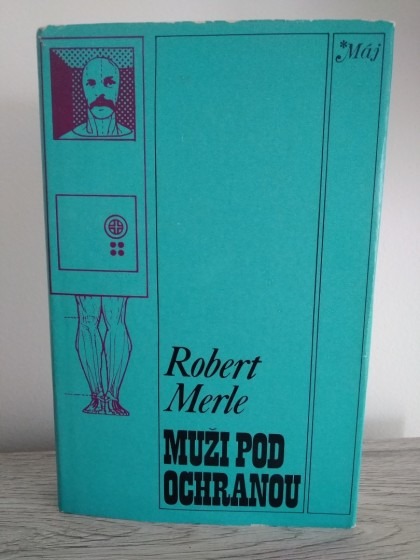 *Máj
Robert
Merle
MUŽI POD
OCHRANOU